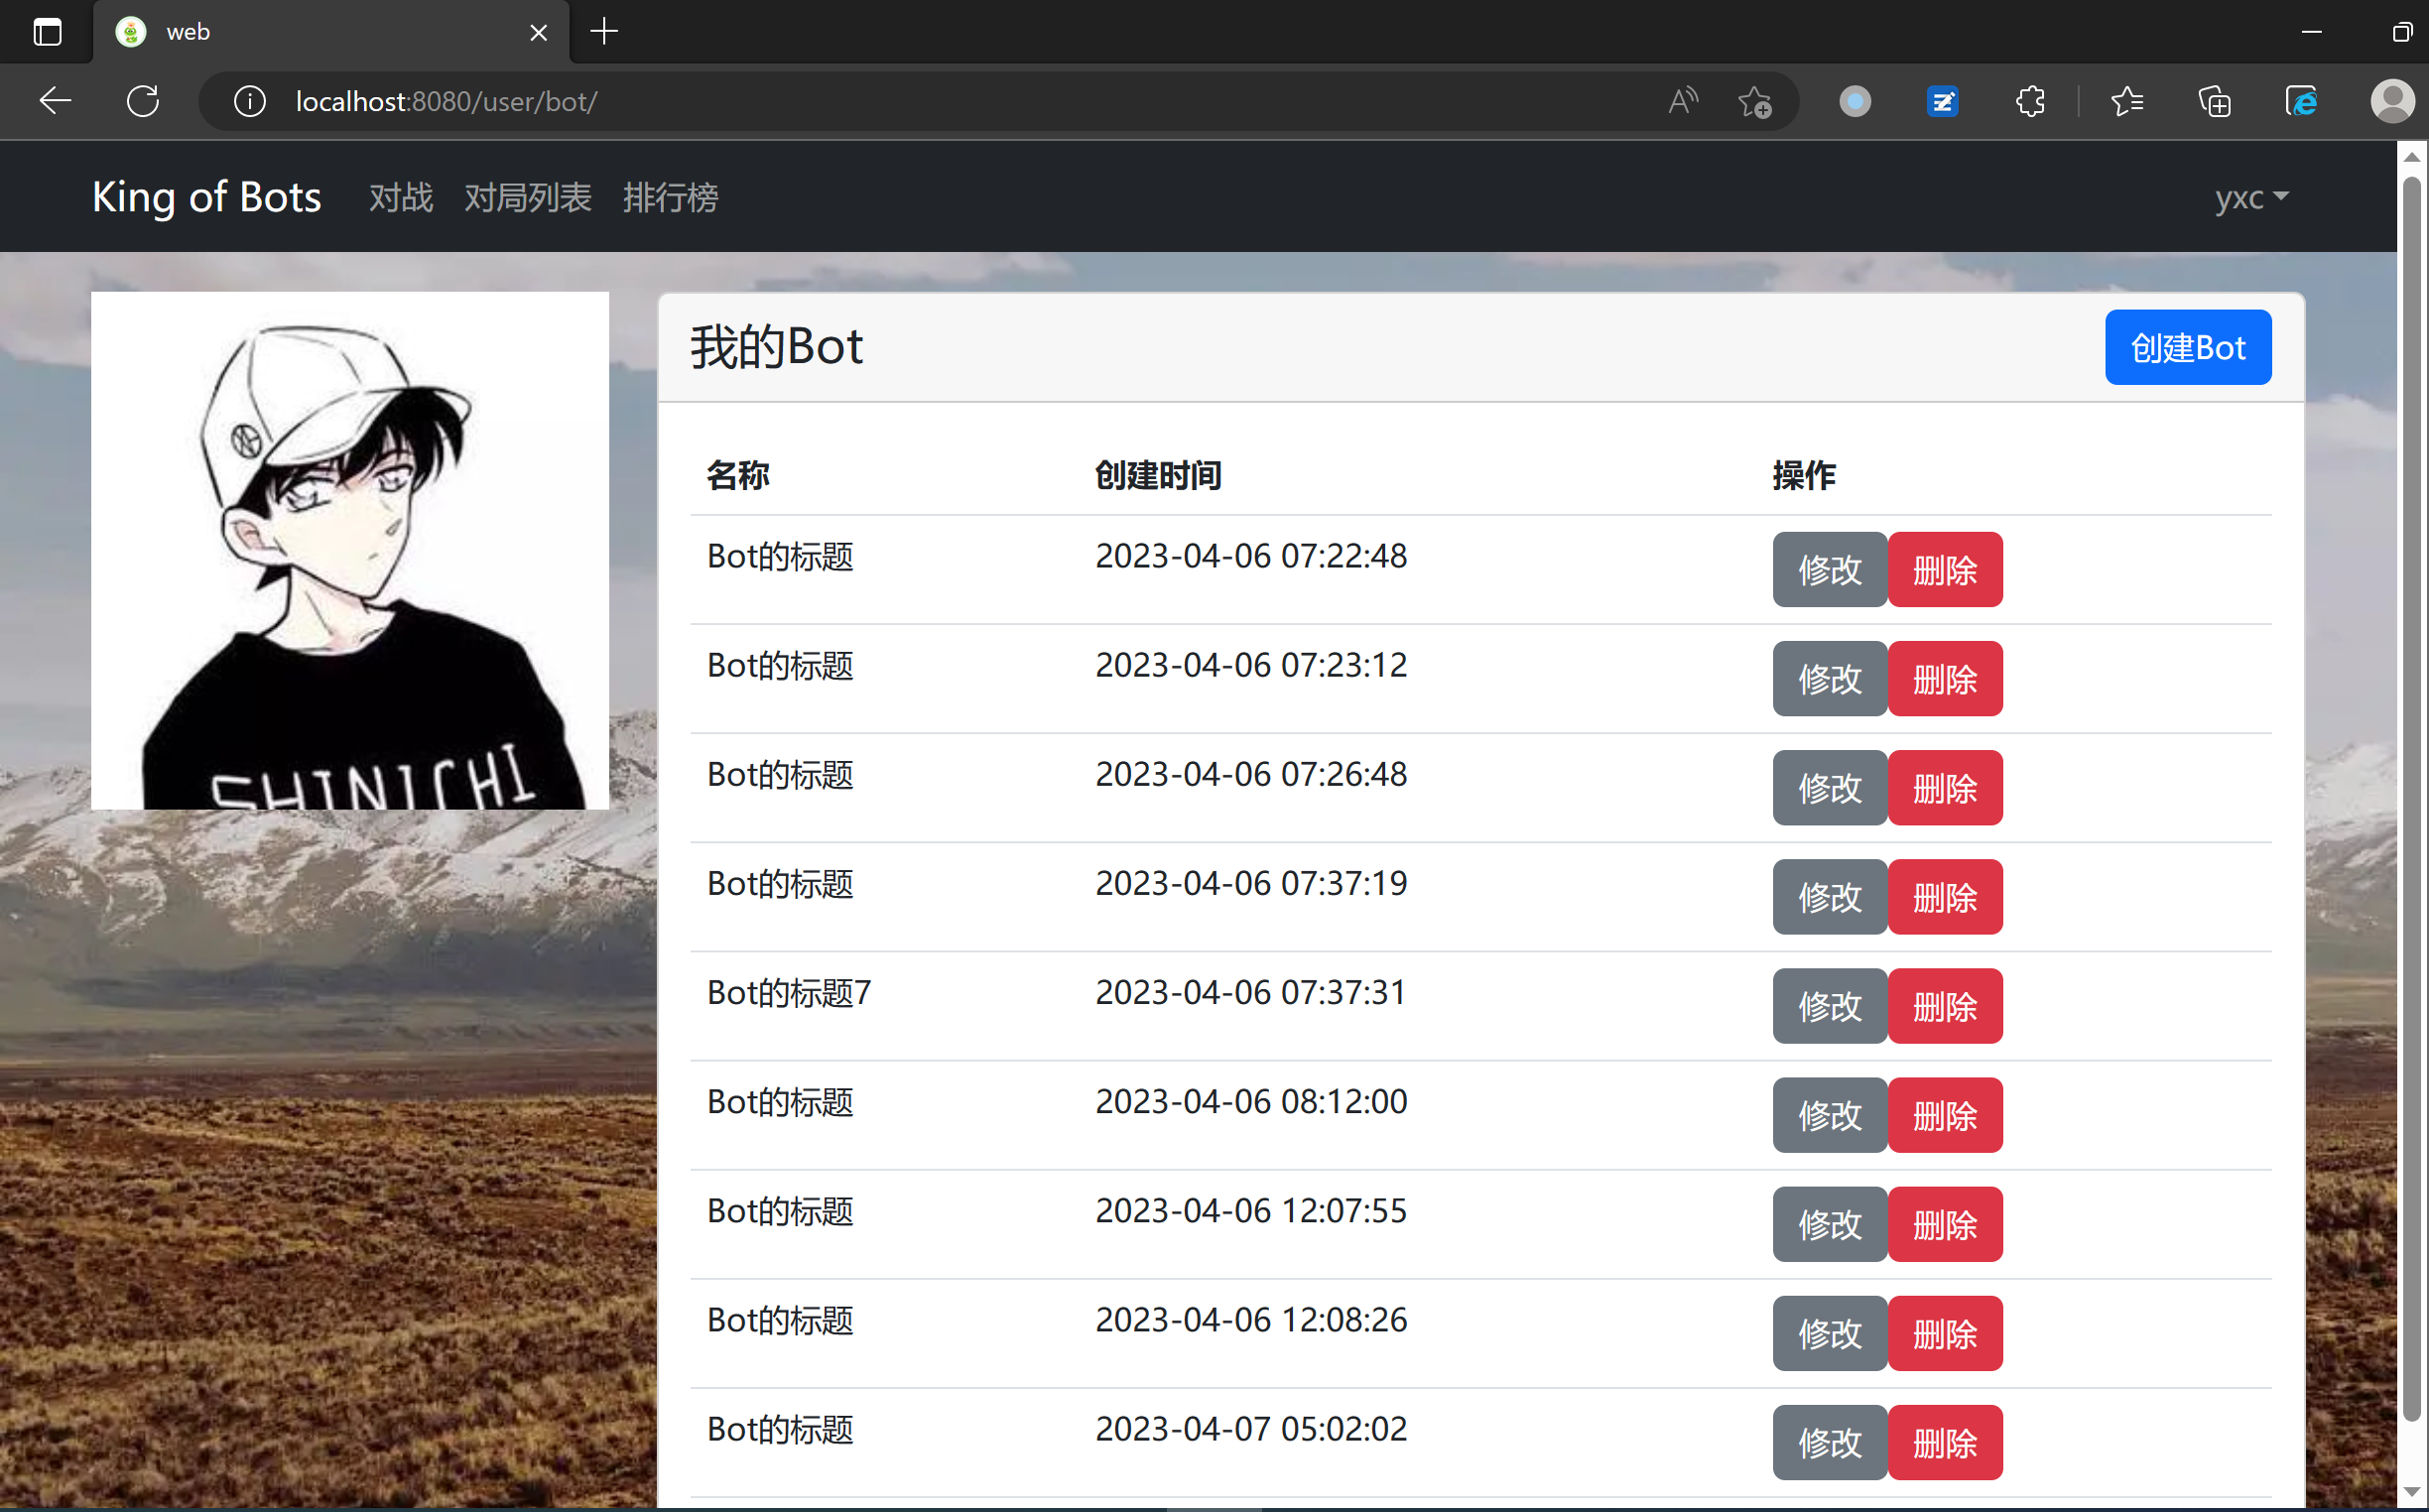 web
localhost:8080/user/bot/
King of Bots 对战 对局列表 排行榜 yxc
SHINICHI
我的Bot 创建Bot
名称 创建时间 操作
Bot的标题 2023-04-06 07:22:48 修改 删除
Bot的标题 2023-04-06 07:23:12 修改 删除
Bot的标题 2023-04-06 07:26:48 修改 删除
Bot的标题 2023-04-06 07:37:19 修改 删除
Bot的标题7 2023-04-06 07:37:31 修改 删除
Bot的标题 2023-04-06 08:12:00 修改 删除
Bot的标题 2023-04-06 12:07:55 修改 删除
Bot的标题 2023-04-06 12:08:26 修改 删除
Bot的标题 2023-04-07 05:02:02 修改 删除